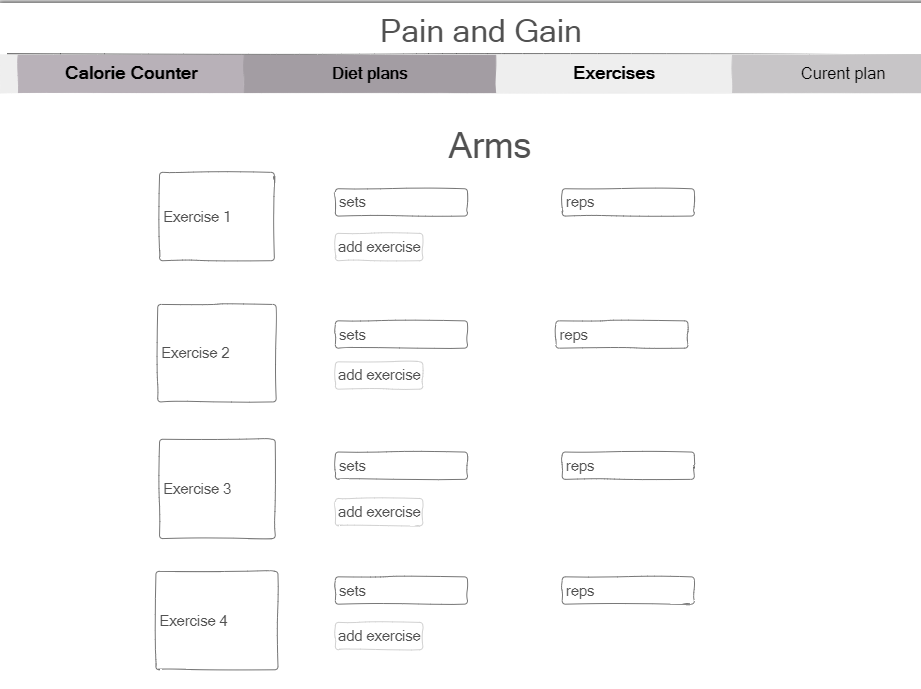 Pain and Gain
Calorie Counter Diet plans Exercises Curent plan
Arms
Exercise 1 sets reps
add exercise
Exercise 2 sets reps
add exercise
Exercise 3 sets reps
add exercise
Exercise 4 sets reps
add exercise